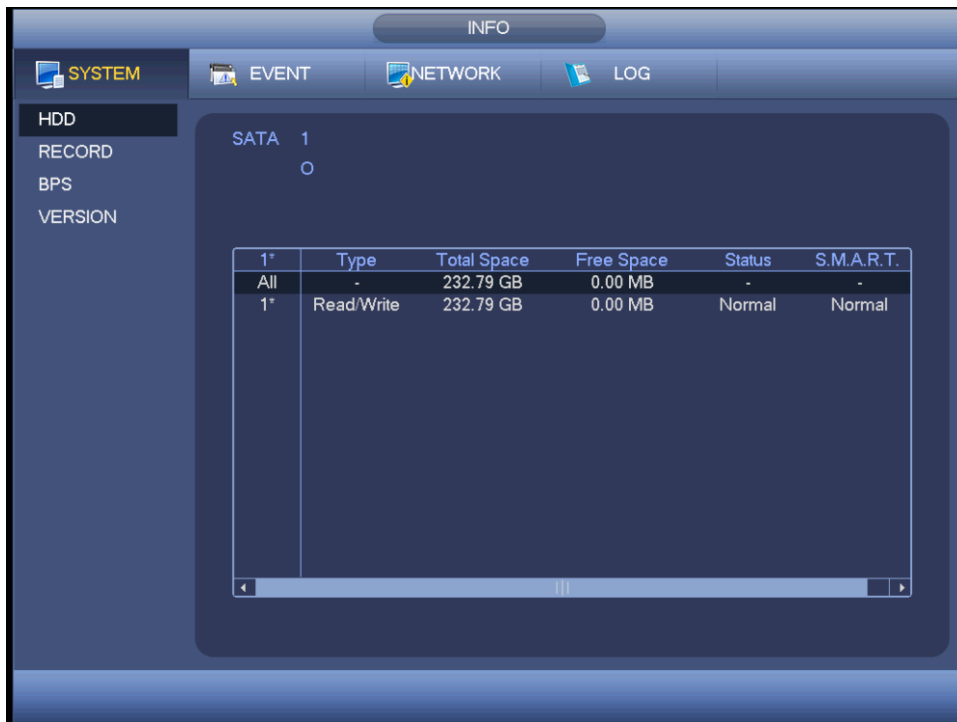 INFO
SYSTEM EVENT NETWORK LOG
HDD
RECORD
BPS
VERSION
SATA 1
O
1* Type Total Space Free Space Status S.M.A.R.T.
All - 232.79 GB 0.00 MB - -
1* Read/Write 232.79 GB 0.00 MB Normal Normal